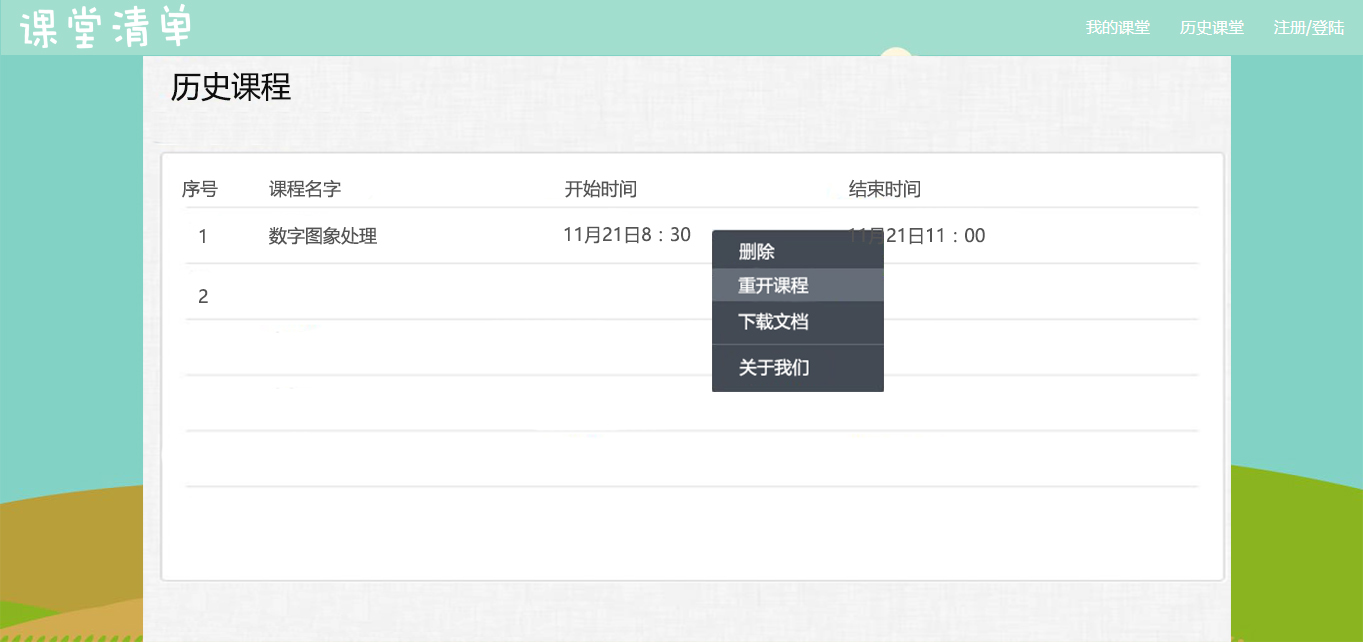 课堂清单 我的课堂 历史课堂 注册/登陆
历史课程
序号 课程名字 开始时间 结束时间
1 数字图象处理 11月21日8：30 11月21日11：00
删除
重开课程
2
下载文档
关于我们